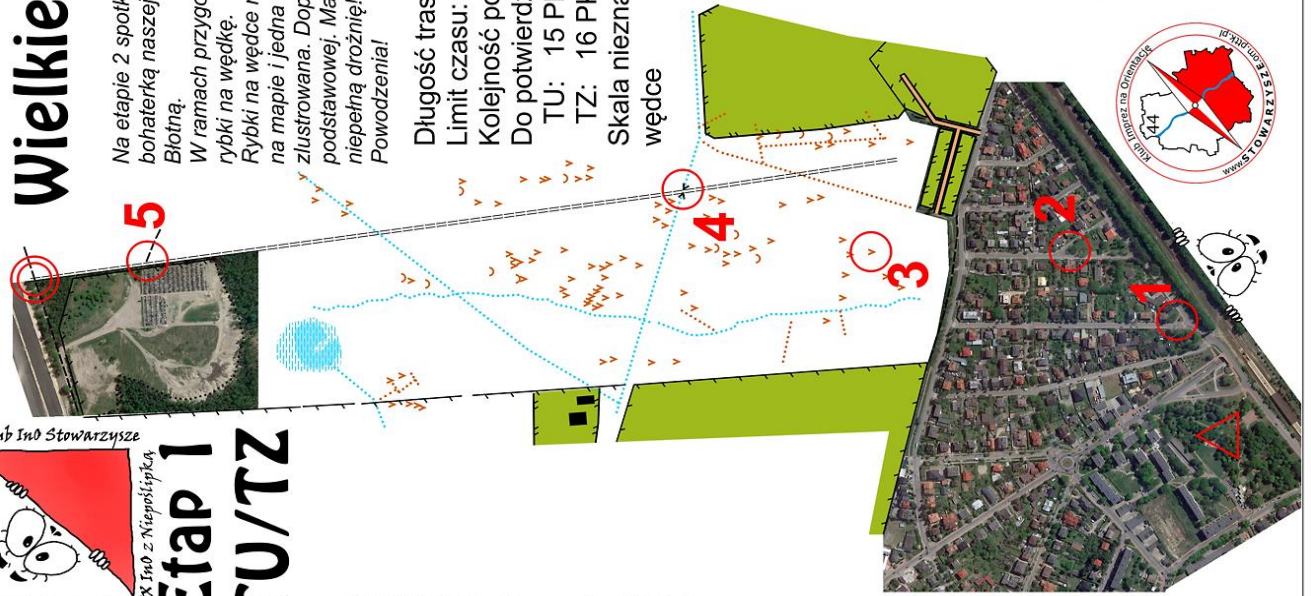 ub InO Stowarzysze
X InO z Niepoślipką
Etap 1
TU/TZ
Wielkie
Na etapie 2 spotk
bohaterką naszej
Błotną.
W ramach przygo
rybki na wędkę.
Rybki na wędce r
na mapie i jedna
zlustrowana. Dop
podstawowej. Ma
niepełną drożnię!
Powodzenia!
Długość tras
Limit czasu:
Kolejność po
Do potwierdz
TU: 15 P
TZ: 16 P
Skala niezna
wędce
5
4
3
2
1
Klub Imprez na Orientację
44
www.STOWARZYSZE.om.pttk.pl